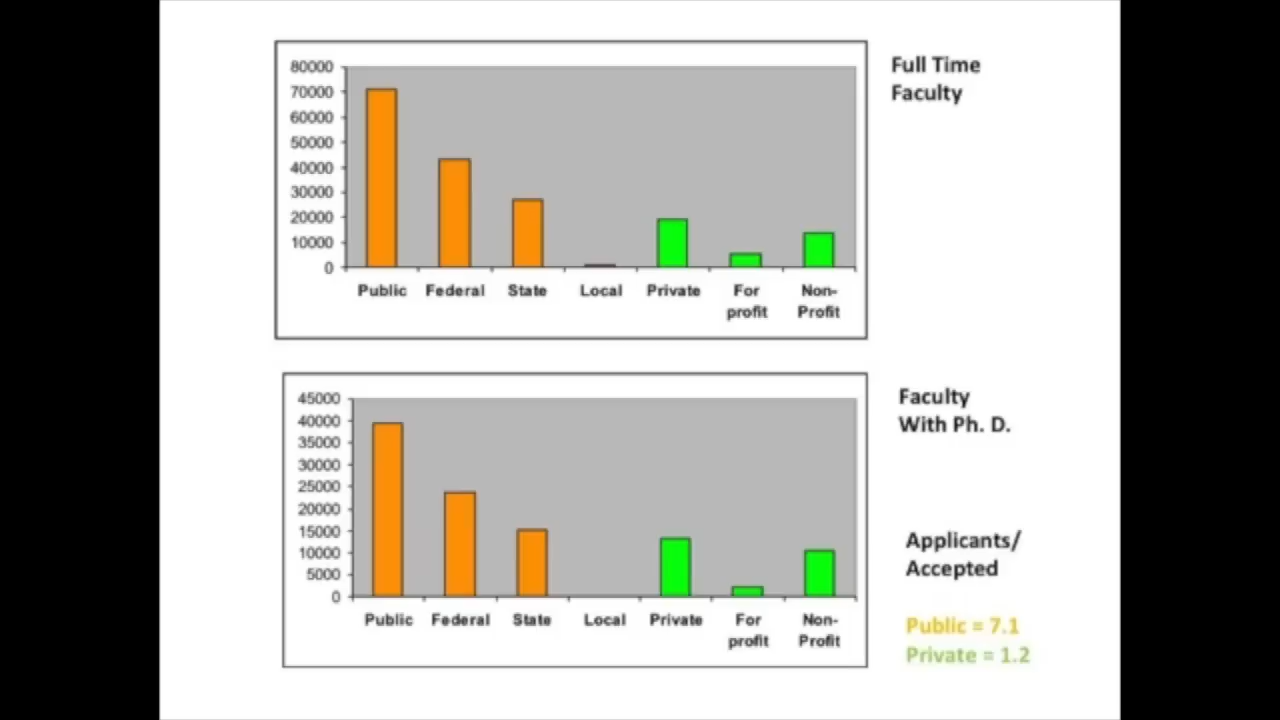 80000
70000
60000
50000
40000
30000
20000
10000
0
Public Federal State Local Private For profit Non-Profit
Full Time
Faculty
45000
40000
35000
30000
25000
20000
15000
10000
5000
0
Public Federal State Local Private For profit Non-Profit
Faculty
With Ph. D.
Applicants/
Accepted
Public = 7.1
Private = 1.2